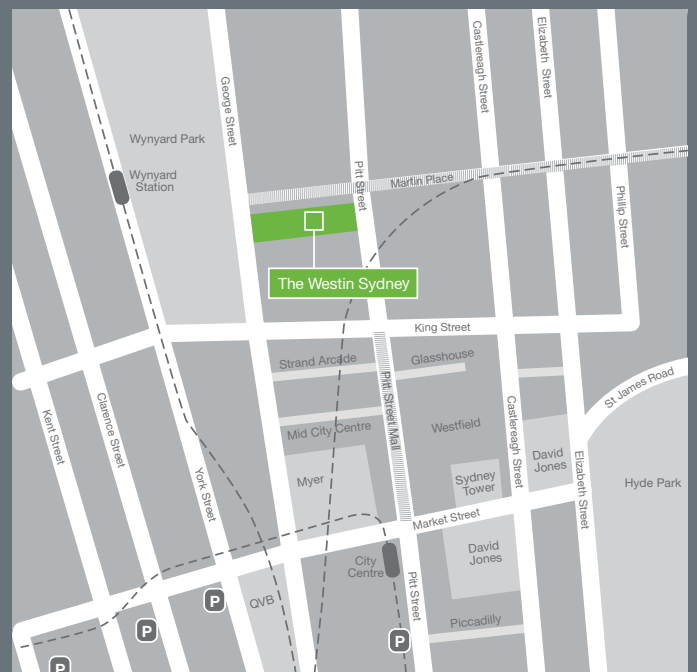 Castlereagh Street
Elizabeth Street
George Street
Wynyard Park
Wynyard
Station
Pitt Street
Martin Place
Phillip Street
The Westin Sydney
King Street
Strand Arcade
Glasshouse
Pitt Street Mall
St James Road
Kent Street
Clarence Street
Mid City Centre
Westfield
Castlereagh Street
David
Jones
Elizabeth Street
Hyde Park
York Street
Myer
Sydney
Tower
Market Street
City
Centre
David
Jones
Pitt Street
QVB
P
P
P
P
Piccadilly